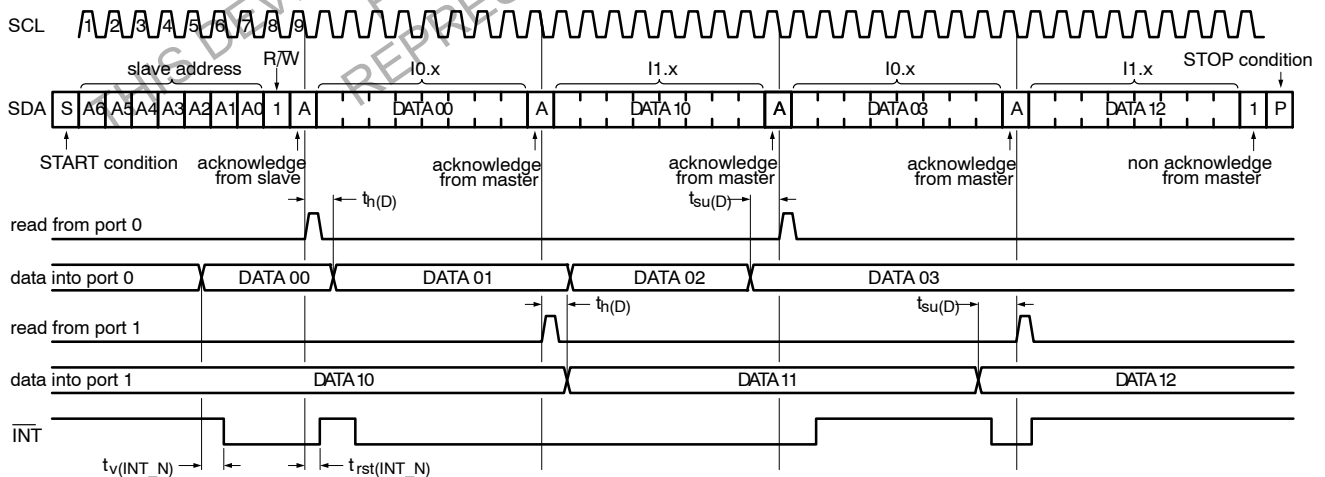 THIS DEV
REPRE
SCL 1 2 3 4 5 6 7 8 9
slave address R/W I0.x I1.x I0.x I1.x STOP condition
SDA S A6 A5 A4 A3 A2 A1 A0 1 A DATA 00 A DATA 10 A DATA 03 A DATA 12 1 P
START condition acknowledge from slave acknowledge from master acknowledge from master acknowledge from master non acknowledge from master
th(D) tsu(D)
read from port 0
data into port 0 DATA 00 DATA 01 DATA 02 DATA 03
th(D) tsu(D)
read from port 1
data into port 1 DATA 10 DATA 11 DATA 12
INT
tv(INT_N) trst(INT_N)